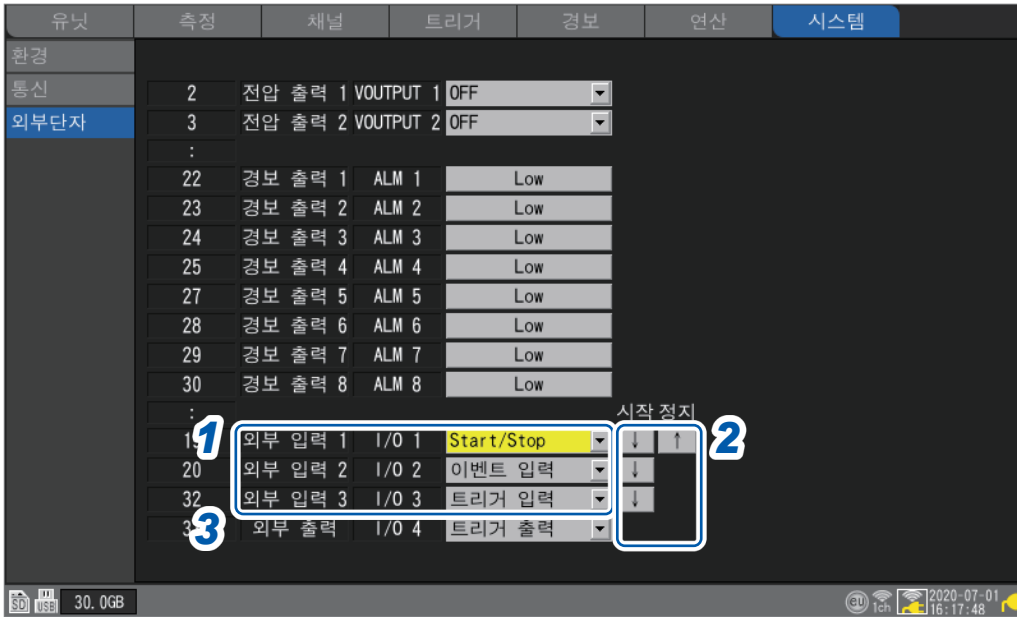 유닛 측정 채널 트리거 경보 연산 시스템
환경
통신
외부단자
2 전압 출력 1 VOUTPUT 1 OFF
3 전압 출력 2 VOUTPUT 2 OFF
:
22 경보 출력 1 ALM 1 Low
23 경보 출력 2 ALM 2 Low
24 경보 출력 3 ALM 3 Low
25 경보 출력 4 ALM 4 Low
27 경보 출력 5 ALM 5 Low
28 경보 출력 6 ALM 6 Low
29 경보 출력 7 ALM 7 Low
30 경보 출력 8 ALM 8 Low
: 시작 정지
1 외부 입력 1 I/O 1 Start/Stop ↓ ↑ 2
20 외부 입력 2 I/O 2 이벤트 입력 ↓
32 외부 입력 3 I/O 3 트리거 입력 ↓
3 외부 출력 I/O 4 트리거 출력
SD USB 30.0GB eu 1ch 2020-07-01
16:17:48